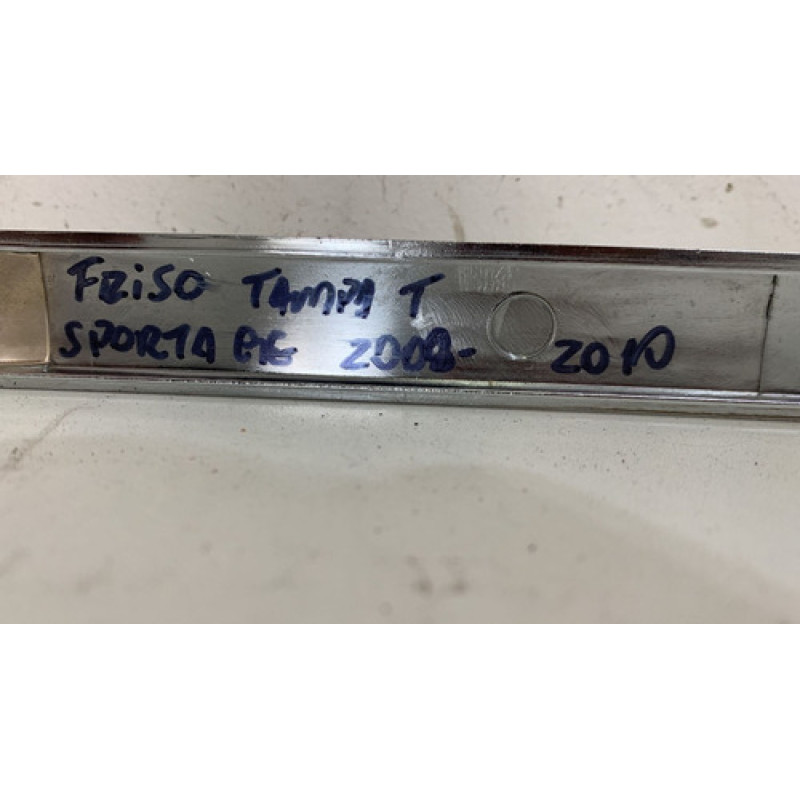 FRISO TAMPA T
SPORTAGE 2008- 2010